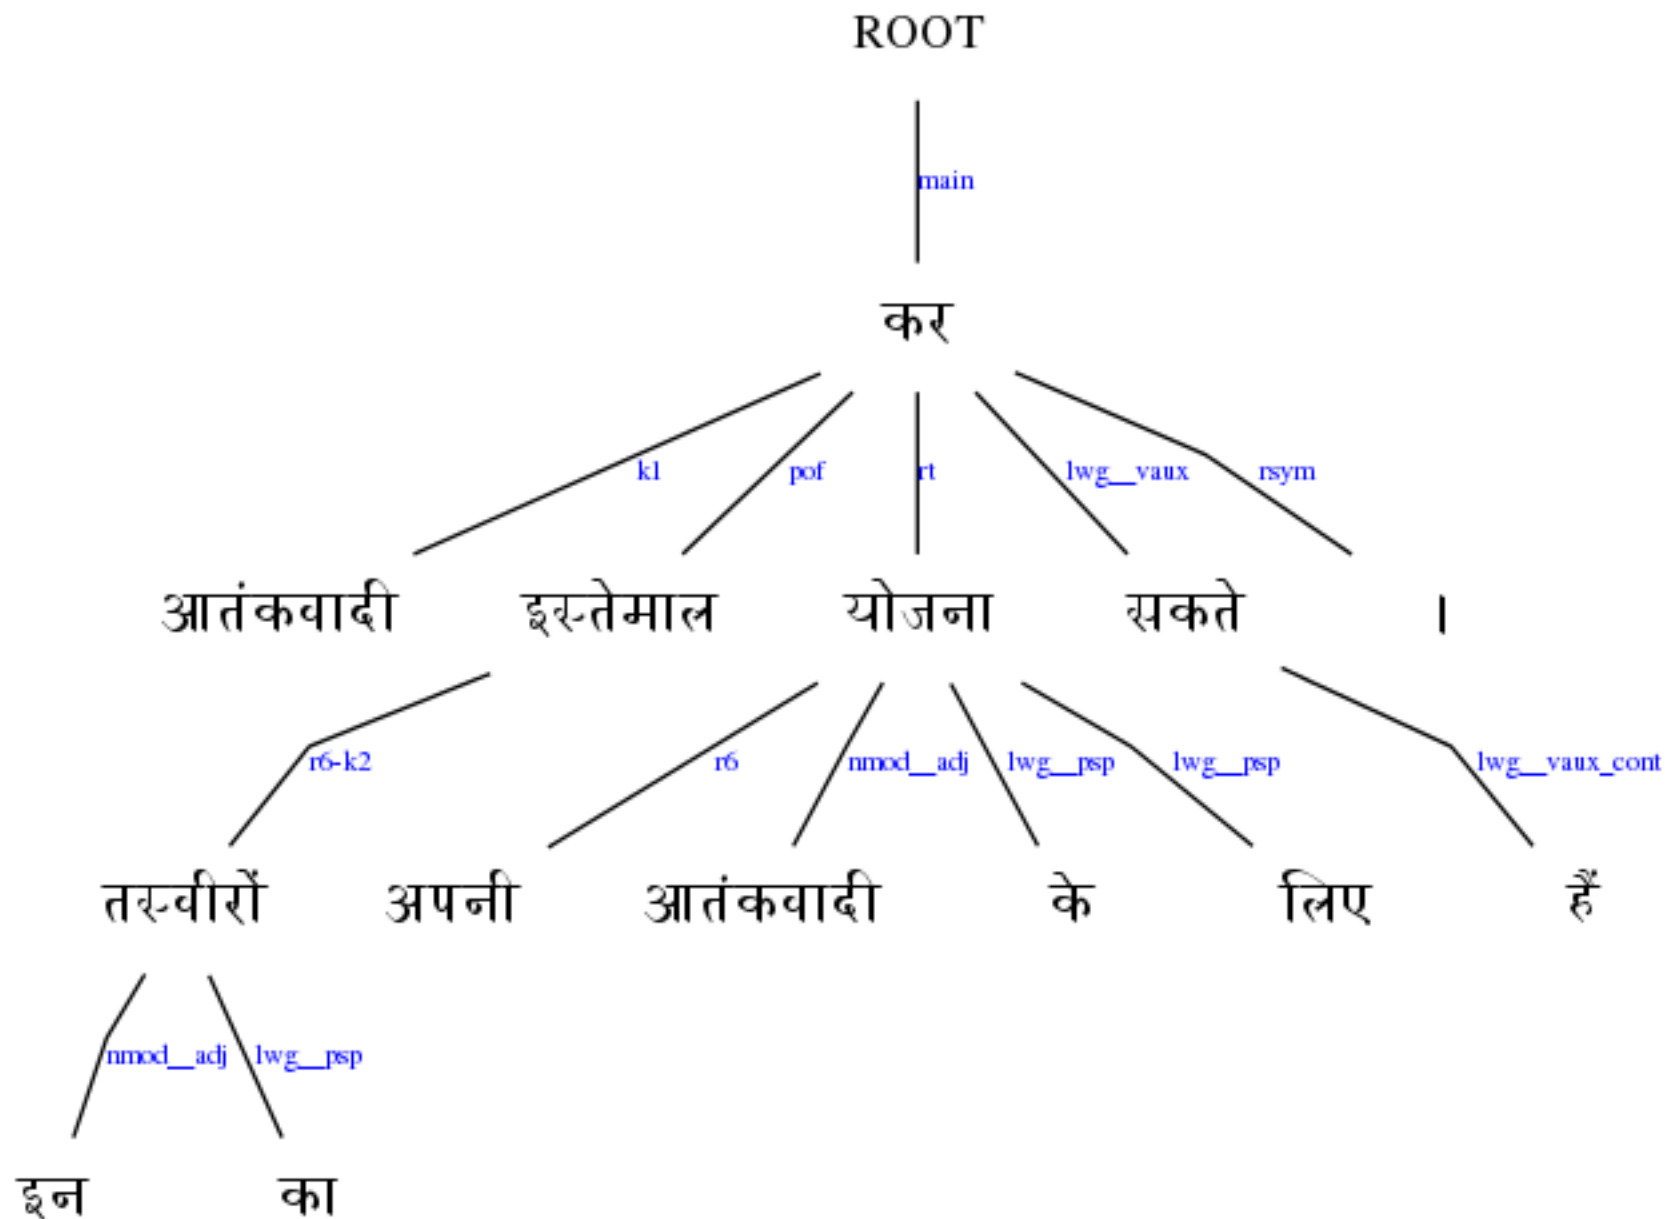 ROOT
main
कर
k1 pof rt lwg__vaux rsym
आतंकवादी इस्तेमाल योजना सकते ।
r6-k2 r6 nmod__adj lwg__psp lwg__psp lwg__vaux_cont
तस्वीरों अपनी आतंकवादी के लिए हैं
nmod__adj lwg__psp
इन का